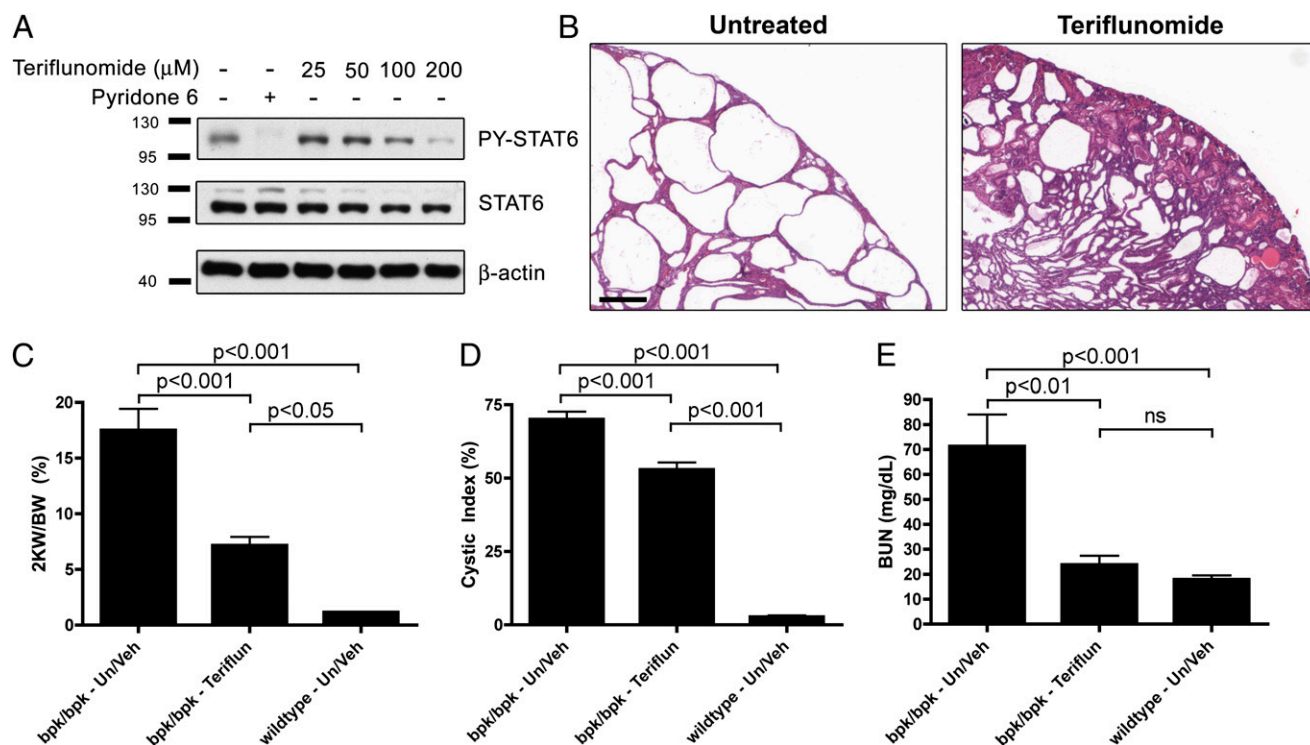 A
Teriflunomide (μM) - - 25 50 100 200
Pyridone 6 - + - - - -
130
95
PY-STAT6
130
95
STAT6
40
β-actin
B
Untreated
Teriflunomide
C
p<0.001
p<0.001
p<0.05
20
15
10
5
0
2KW/BW (%)
bpk/bpk - Un/Veh
bpk/bpk - Teriflun
wildtype - Un/Veh
D
p<0.001
p<0.001
p<0.001
75
50
25
0
Cystic Index (%)
bpk/bpk - Un/Veh
bpk/bpk - Teriflun
wildtype - Un/Veh
E
p<0.001
p<0.01
ns
90
80
70
60
50
40
30
20
10
0
BUN (mg/dL)
bpk/bpk - Un/Veh
bpk/bpk - Teriflun
wildtype - Un/Veh